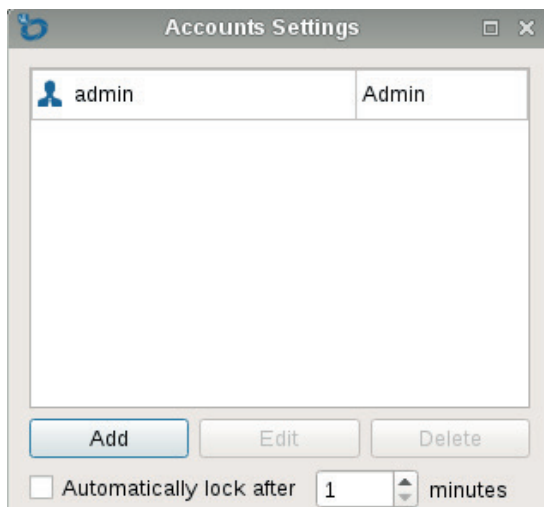 Accounts Settings
admin Admin
Add Edit Delete
Automatically lock after 1 minutes